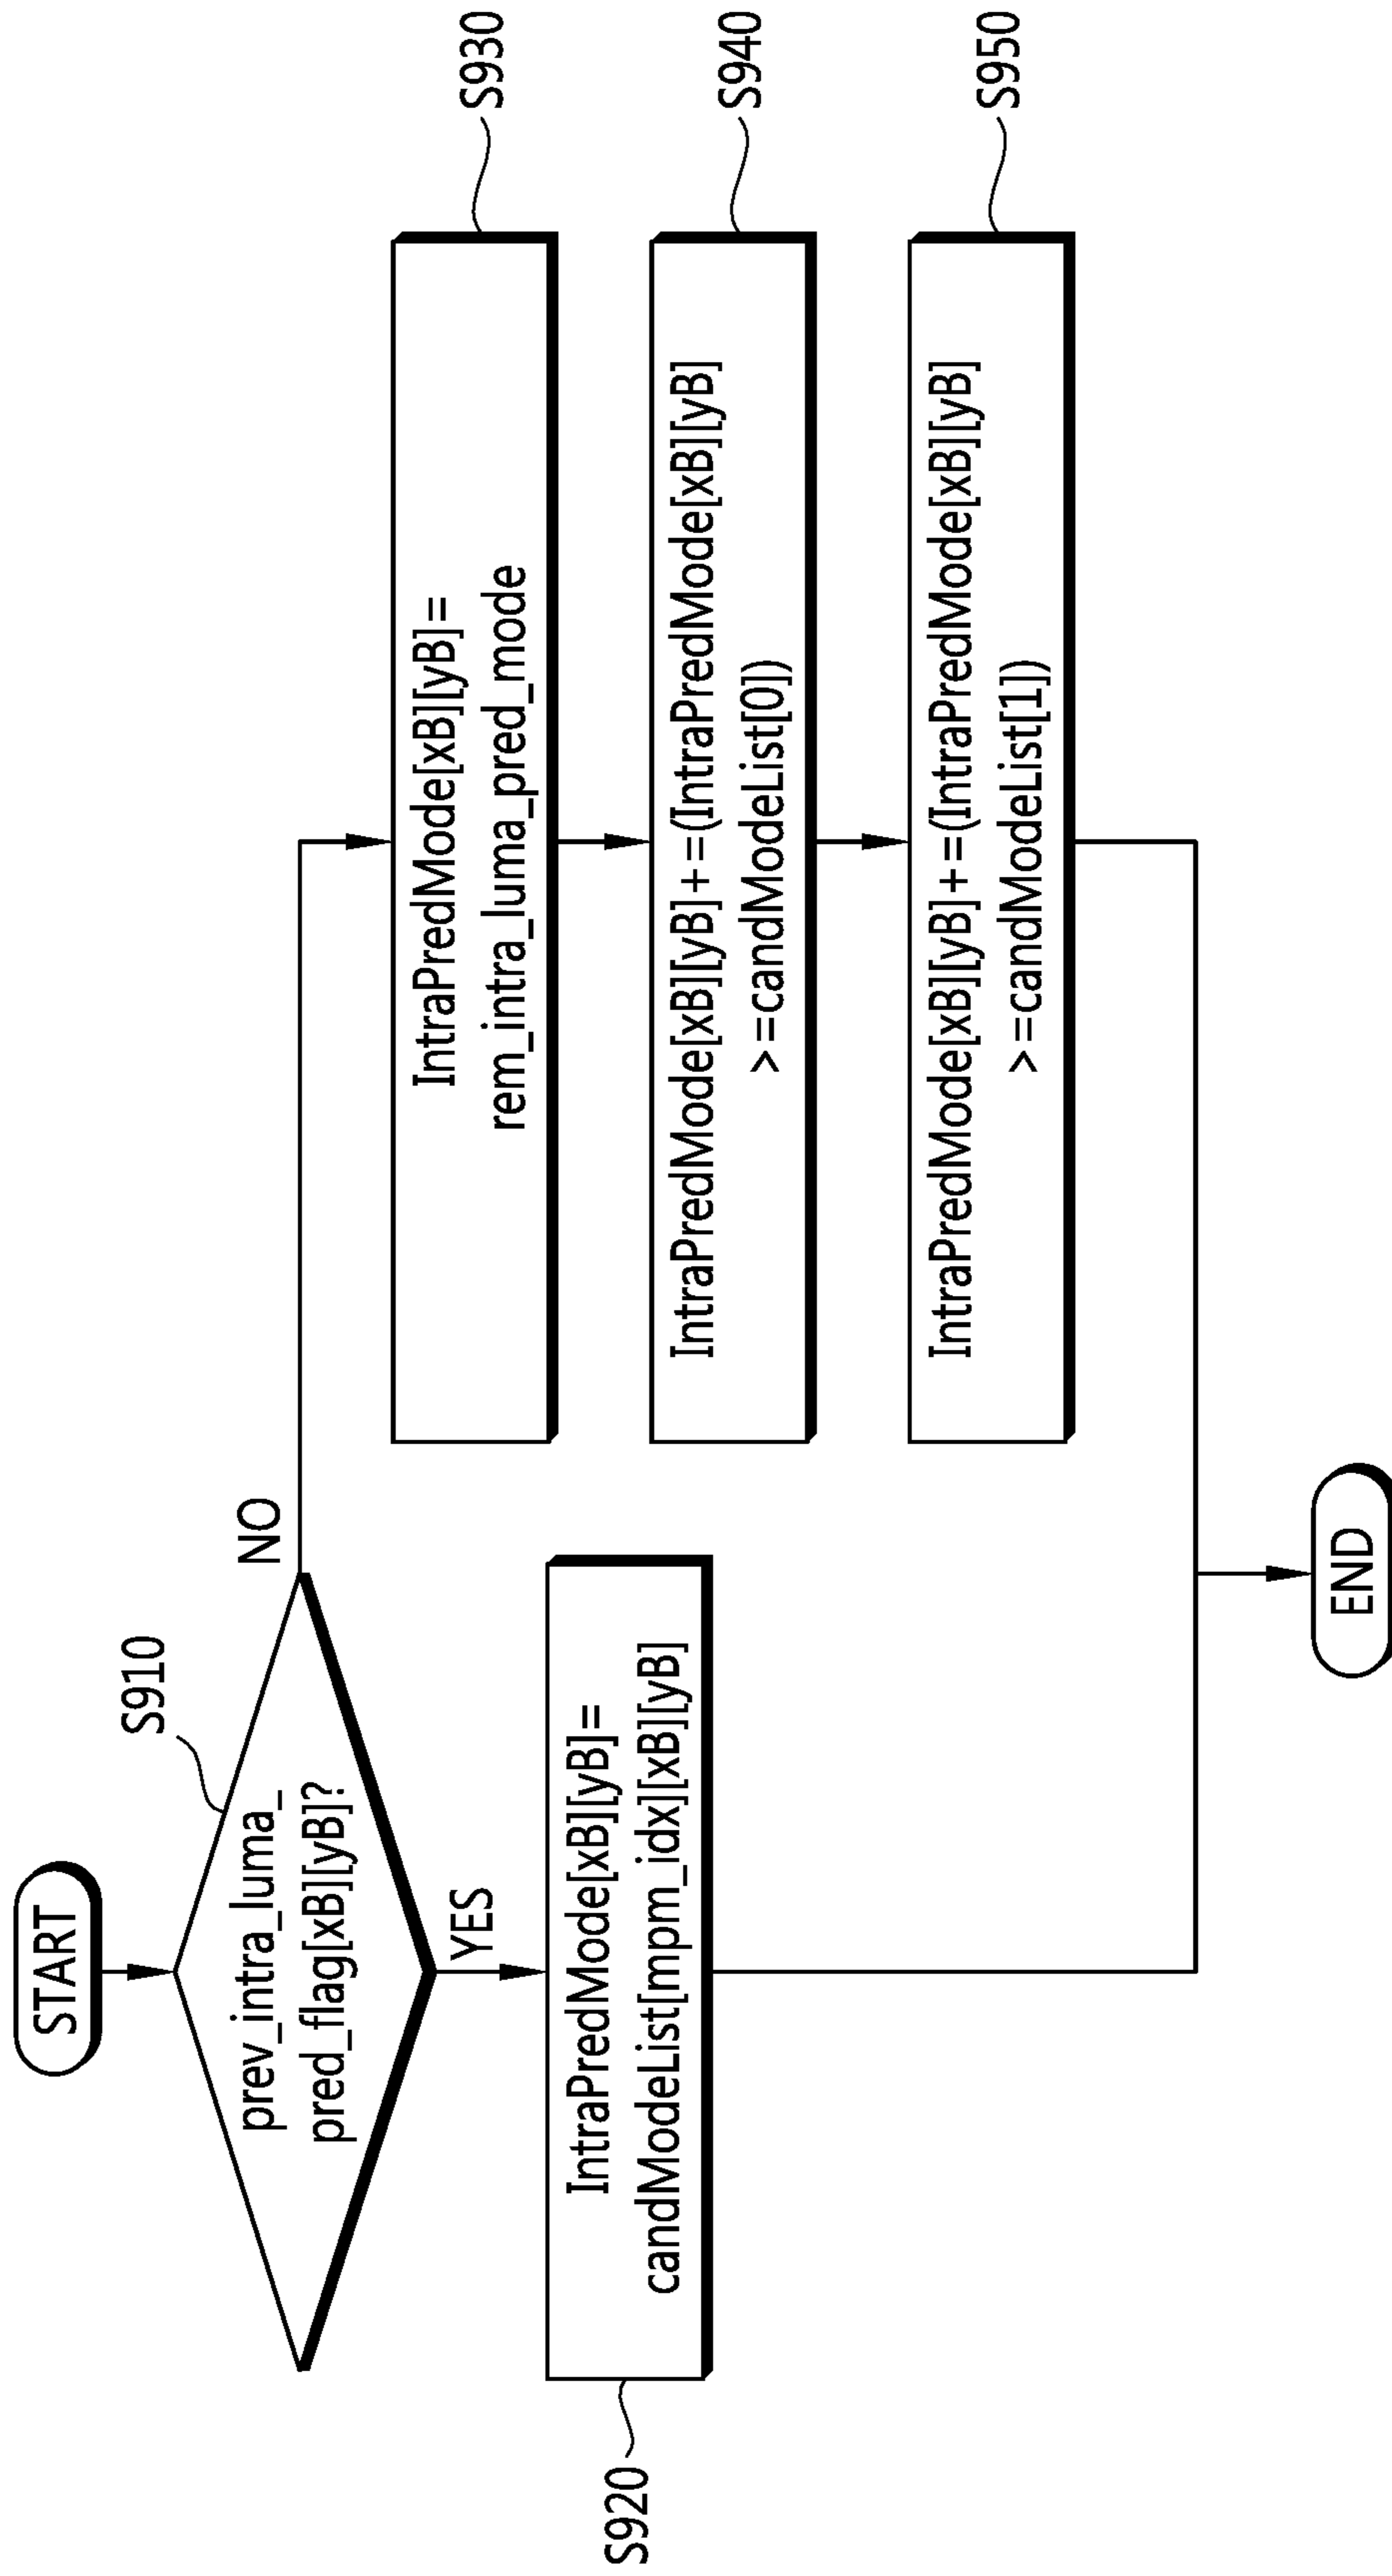 START
S910
prev_intra_luma_
pred_flag[xB][yB]?
NO
YES
S920
IntraPredMode[xB][yB]=
candModeList[mpm_idx][xB][yB]
IntraPredMode[xB][yB]=
rem_intra_luma_pred_mode
S930
IntraPredMode[xB][yB]+=(IntraPredMode[xB][yB]
>=candModeList[0])
S940
IntraPredMode[xB][yB]+=(IntraPredMode[xB][yB]
>=candModeList[1])
S950
END